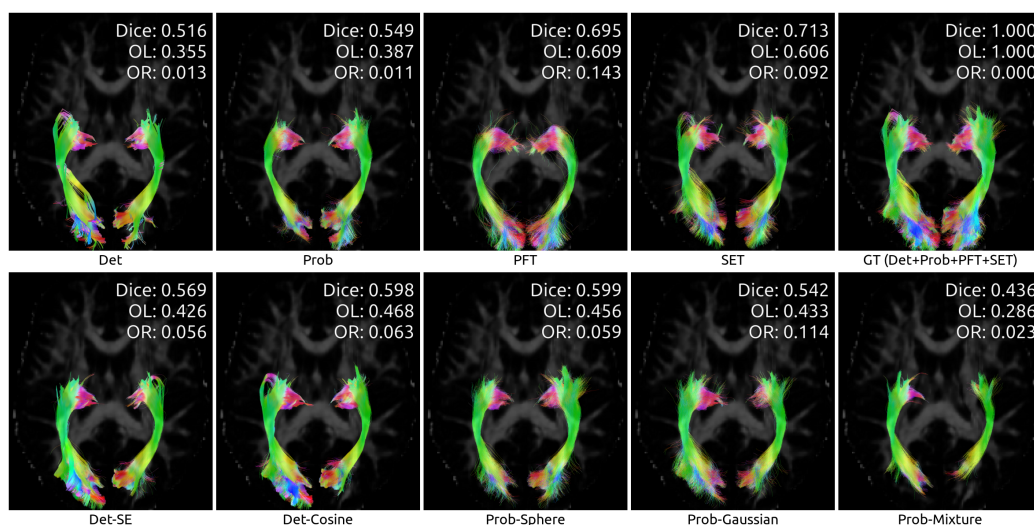 Dice: 0.516
OL: 0.355
OR: 0.013
Det
Dice: 0.549
OL: 0.387
OR: 0.011
Prob
Dice: 0.695
OL: 0.609
OR: 0.143
PFT
Dice: 0.713
OL: 0.606
OR: 0.092
SET
Dice: 1.000
OL: 1.000
OR: 0.000
GT (Det+Prob+PFT+SET)
Dice: 0.569
OL: 0.426
OR: 0.056
Det-SE
Dice: 0.598
OL: 0.468
OR: 0.063
Det-Cosine
Dice: 0.599
OL: 0.456
OR: 0.059
Prob-Sphere
Dice: 0.542
OL: 0.433
OR: 0.114
Prob-Gaussian
Dice: 0.436
OL: 0.286
OR: 0.023
Prob-Mixture